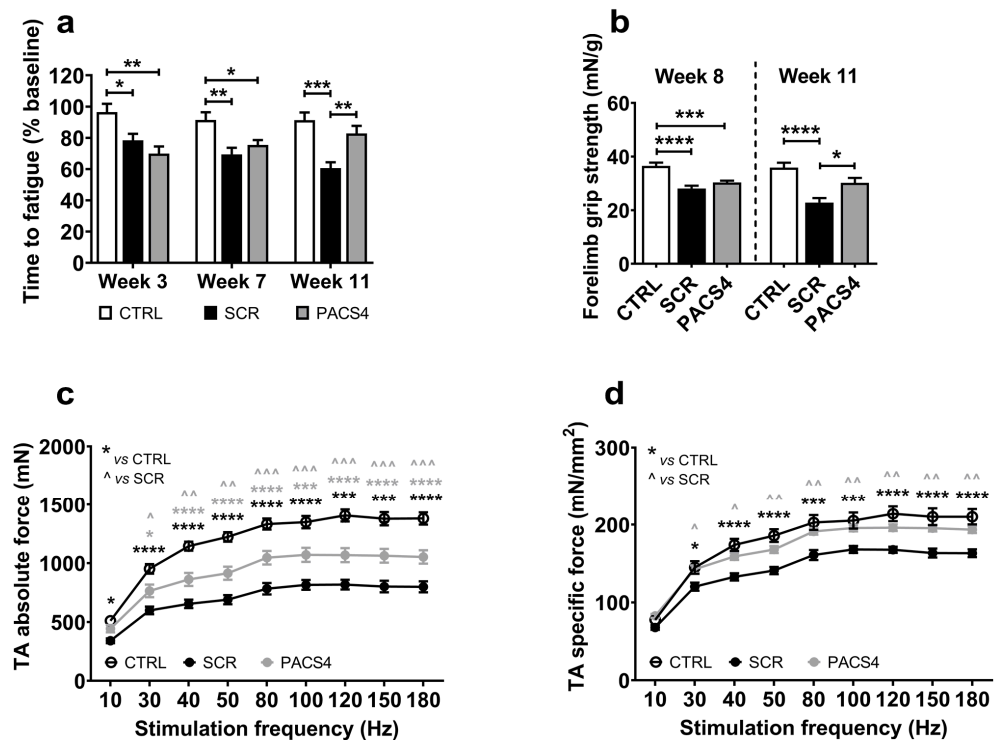 a
Time to fatigue (% baseline)
120
100
80
60
40
20
0
**
*
*
**
***
**
Week 3 Week 7 Week 11
CTRL SCR PACS4
b
Forelimb grip strength (mN/g)
Week 8 Week 11
60
40
20
0
***
****
****
*
CTRL SCR PACS4 CTRL SCR PACS4
c
TA absolute force (mN)
2000
1500
1000
500
0
* vs CTRL
^ vs SCR
^^^ ^^^ ^^^ ^^^ ^^^
^ ^^ ^^ **** *** **** *** ***
* **** **** **** **** *** *** ****
* **** **** ****
CTRL SCR PACS4
10 30 40 50 80 100 120 150 180
Stimulation frequency (Hz)
d
TA specific force (mN/mm²)
300
200
100
0
* vs CTRL
^ vs SCR
^ ^ ^^ ^^ ^^ ^^ ^^ ^^
* **** **** *** *** **** **** ****
CTRL SCR PACS4
10 30 40 50 80 100 120 150 180
Stimulation frequency (Hz)